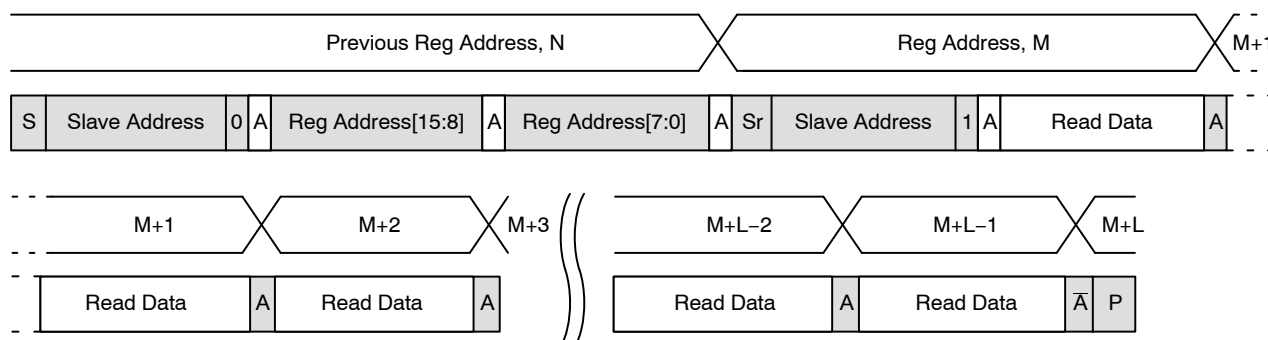 Previous Reg Address, N Reg Address, M M+1
S Slave Address 0 A Reg Address[15:8] A Reg Address[7:0] A Sr Slave Address 1 A Read Data A
M+1 M+2 M+3 M+L−2 M+L−1 M+L
Read Data A Read Data A Read Data A Read Data A̅ P